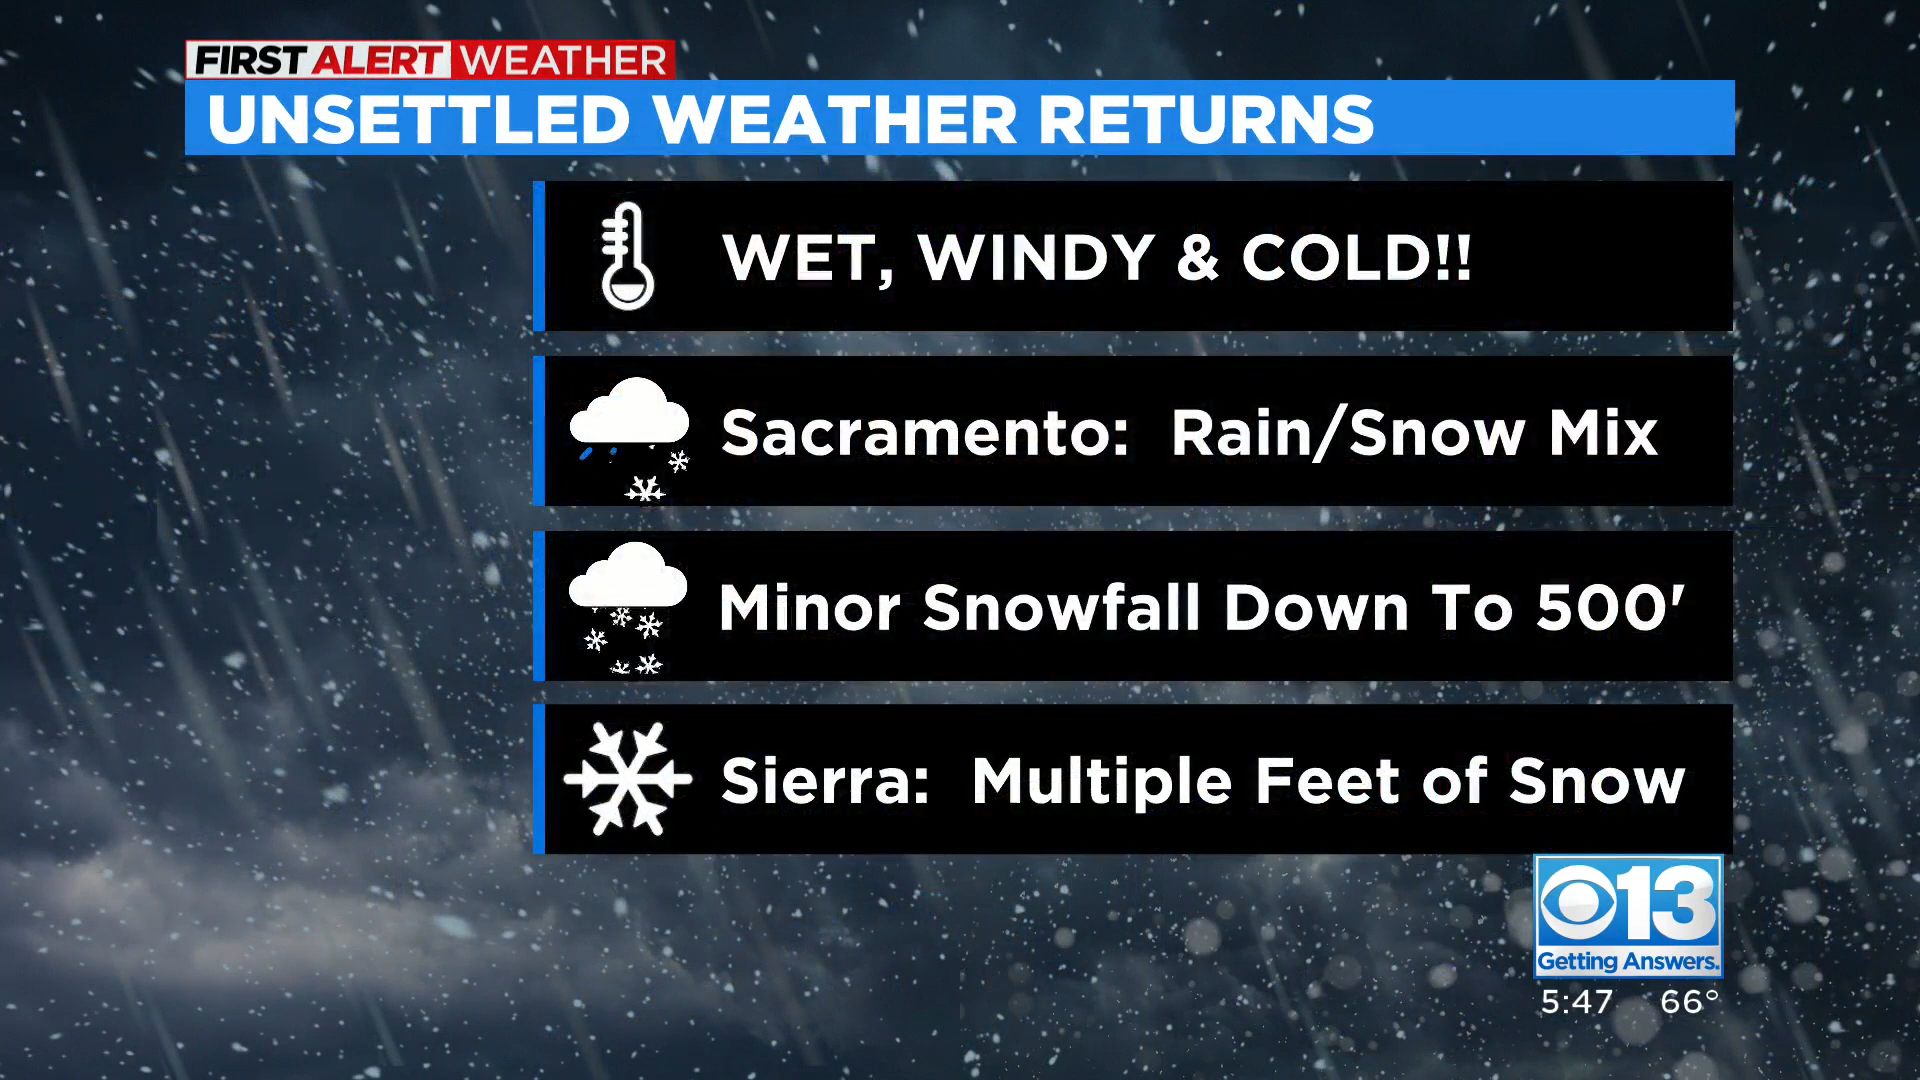 FIRST ALERT WEATHER
UNSETTLED WEATHER RETURNS
WET, WINDY & COLD!!
Sacramento: Rain/Snow Mix
Minor Snowfall Down To 500'
Sierra: Multiple Feet of Snow
13
Getting Answers.
5:47 66°